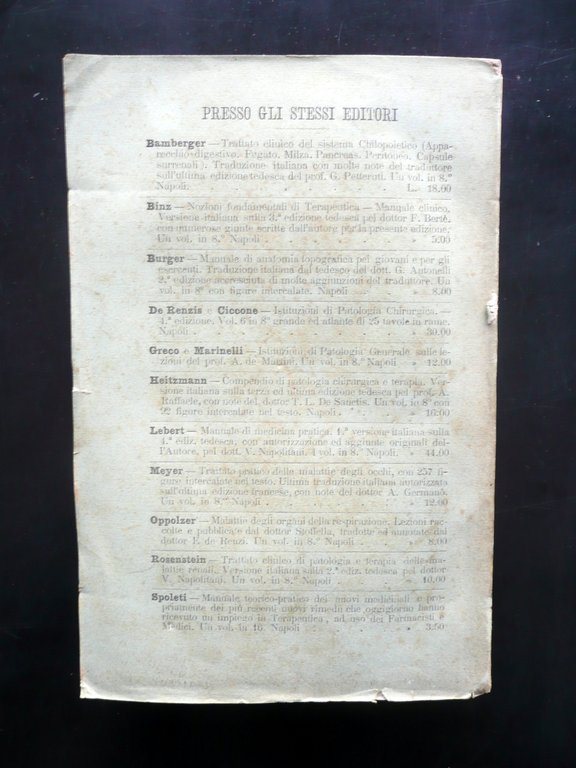 PRESSO GLI STESSI EDITORI
Bamberger — Trattato clinico del sistema Chilopoietico (Appa-
recchio digestivo. Fegato. Milza. Pancreas. Peritoneo. Capsule
surrenali). Traduzione italiana con molte note del traduttore
sull'ultima edizione tedesca del prof. G. Petteruti. Un vol. in 8.°
Napoli. L. 18.00
Binz — Nozioni fondamentali di Terapeutica — Manuale clinico.
Versione italiana sulla 3.ª edizione tedesca pel dottor F. Bertè,
con numerose giunte scritte dall'autore per la presente edizione.
Un vol. in 8.° Napoli . . . . » 5.00
Burger — Manuale di anatomia topografica pei giovani e per gli
esercenti. Traduzione italiana dal tedesco del dott. G. Antonelli
2.ª edizione accresciuta di molte aggiunzioni del traduttore. Un
vol. in 8° con figure intercalate. Napoli . . » 8.00
De Renzis e Ciccone — Istituzioni di Patologia Chirurgica. —
4.ª edizione. Vol. 6 in 8° grande ed atlante di 25 tavole in rame.
Napoli . . . . . » 30.00
Greco e Marinelli — Istituzioni di Patologia Generale sulle le-
zioni del prof. A. de Martini. Un vol. in 8.° Napoli » 12.00
Heitzmann — Compendio di patologia chirurgica e terapia. Ver-
sione italiana sulla terza ed ultima edizione tedesca pel prof. A.
Raffaele, con note del dottor T. L. De Sanctis. Un vol. in 8° con
22 figure intercalate nel testo. Napoli . . » 10.00
Lebert — Manuale di medicina pratica. 1.ª versione italiana sulla
4.ª ediz. tedesca, con autorizzazione ed aggiunte originali del-
l'Autore, pel dott. V. Napolitani. 4 vol. in 8.° Napoli. » 44.00
Meyer — Trattato pratico delle malattie degli occhi, con 257 fi-
gure intercalate nel testo. Ultima traduzione italiana autorizzata
sull'ultima edizione francese, con note del dottor A. Germanò.
Un vol. in 8.° Napoli . . . . » 12.00
Oppolzer — Malattie degli organi della respirazione. Lezioni rac-
colte e pubblicate dal dottor Stoffella, tradotte ed annotate dal
dottor E. de Renzi. Un vol. in 8.° Napoli . . » 8.00
Rosenstein — Trattato clinico di patologia e terapia delle ma-
lattie renali. Versione italiana sulla 2.ª ediz. tedesca pel dottor
V. Napolitani. Un vol. in 8.° Napoli . . » 10.00
Spoleti — Manuale teorico-pratico dei nuovi medicinali e pro-
priamente dei più recenti nuovi rimedii che oggigiorno hanno
ricevuto un impiego in Terapeutica, ad uso dei Farmacisti e
Medici. Un vol. in 16. Napoli . . . » 3.50